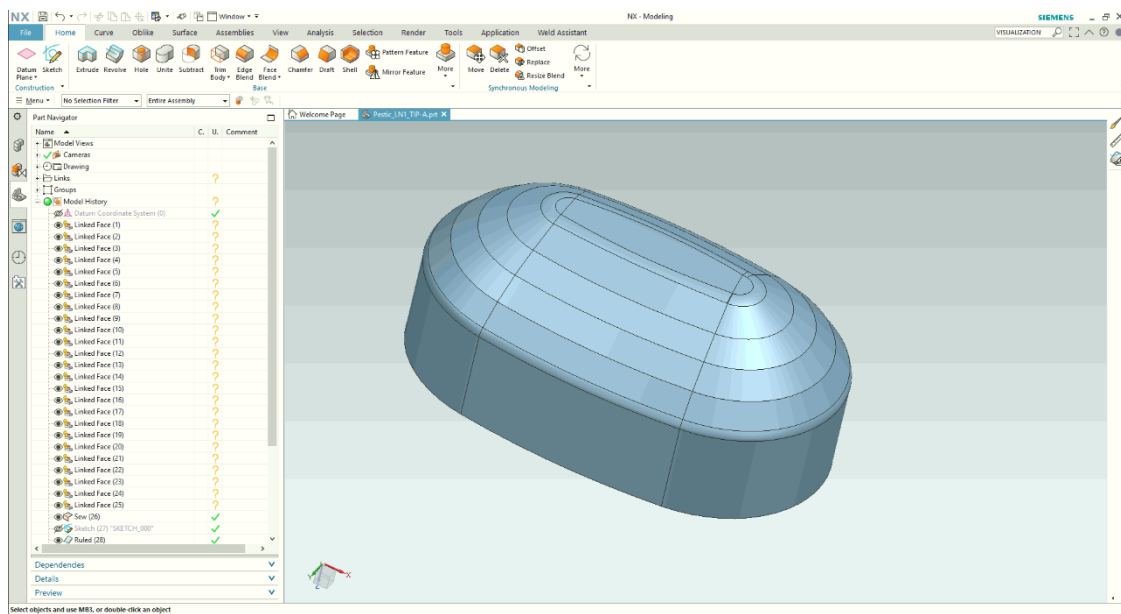 NX Window NX - Modeling SIEMENS
File Home Curve Oblike Surface Assemblies View Analysis Selection Render Tools Application Weld Assistant VISUALIZATION
Datum Plane Sketch Extrude Revolve Hole Unite Subtract Trim Body Edge Blend Face Blend Chamfer Draft Shell Pattern Feature Mirror Feature More Move Delete Offset Replace Resize Blend More
Construction Base Synchronous Modeling
Menu No Selection Filter Entire Assembly
Part Navigator Welcome Page Pestic_LN1_TIP-A.prt
Name C. U. Comment
Model Views
Cameras
Drawing
Links ?
Groups
Model History ?
Datum Coordinate System (0)
Linked Face (1) ?
Linked Face (2) ?
Linked Face (3) ?
Linked Face (4) ?
Linked Face (5) ?
Linked Face (6) ?
Linked Face (7) ?
Linked Face (8) ?
Linked Face (9) ?
Linked Face (10) ?
Linked Face (11) ?
Linked Face (12) ?
Linked Face (13) ?
Linked Face (14) ?
Linked Face (15) ?
Linked Face (16) ?
Linked Face (17) ?
Linked Face (18) ?
Linked Face (19) ?
Linked Face (20) ?
Linked Face (21) ?
Linked Face (22) ?
Linked Face (23) ?
Linked Face (24) ?
Linked Face (25) ?
Sew (26)
Sketch (27) "SKETCH_000"
Ruled (28)
Dependencies
Details
Preview
Y X Z
Select objects and use MB3, or double-click an object